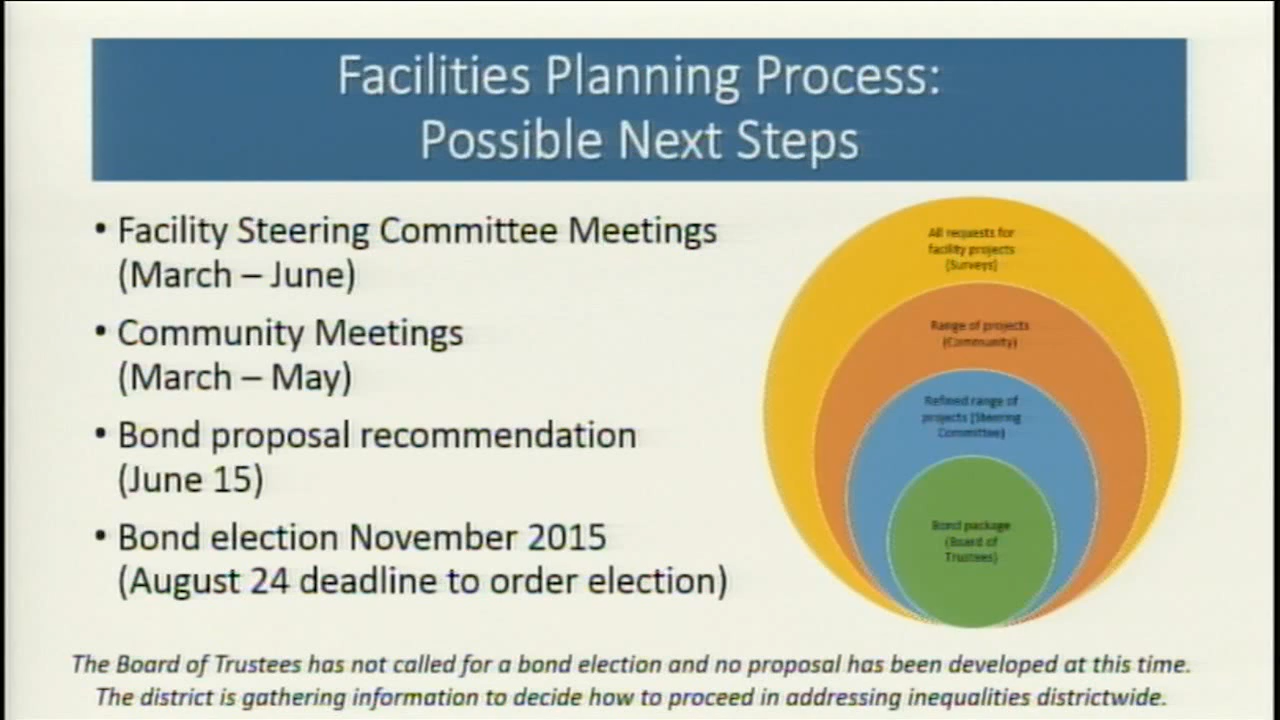 Facilities Planning Process:
Possible Next Steps
• Facility Steering Committee Meetings
(March – June)
• Community Meetings
(March – May)
• Bond proposal recommendation
(June 15)
• Bond election November 2015
(August 24 deadline to order election)
All requests for
facility projects
(Surveys)
Range of projects
(Community)
Refined range of
projects (Steering
Committee)
Bond package
(Board of
Trustees)
The Board of Trustees has not called for a bond election and no proposal has been developed at this time.
The district is gathering information to decide how to proceed in addressing inequalities districtwide.